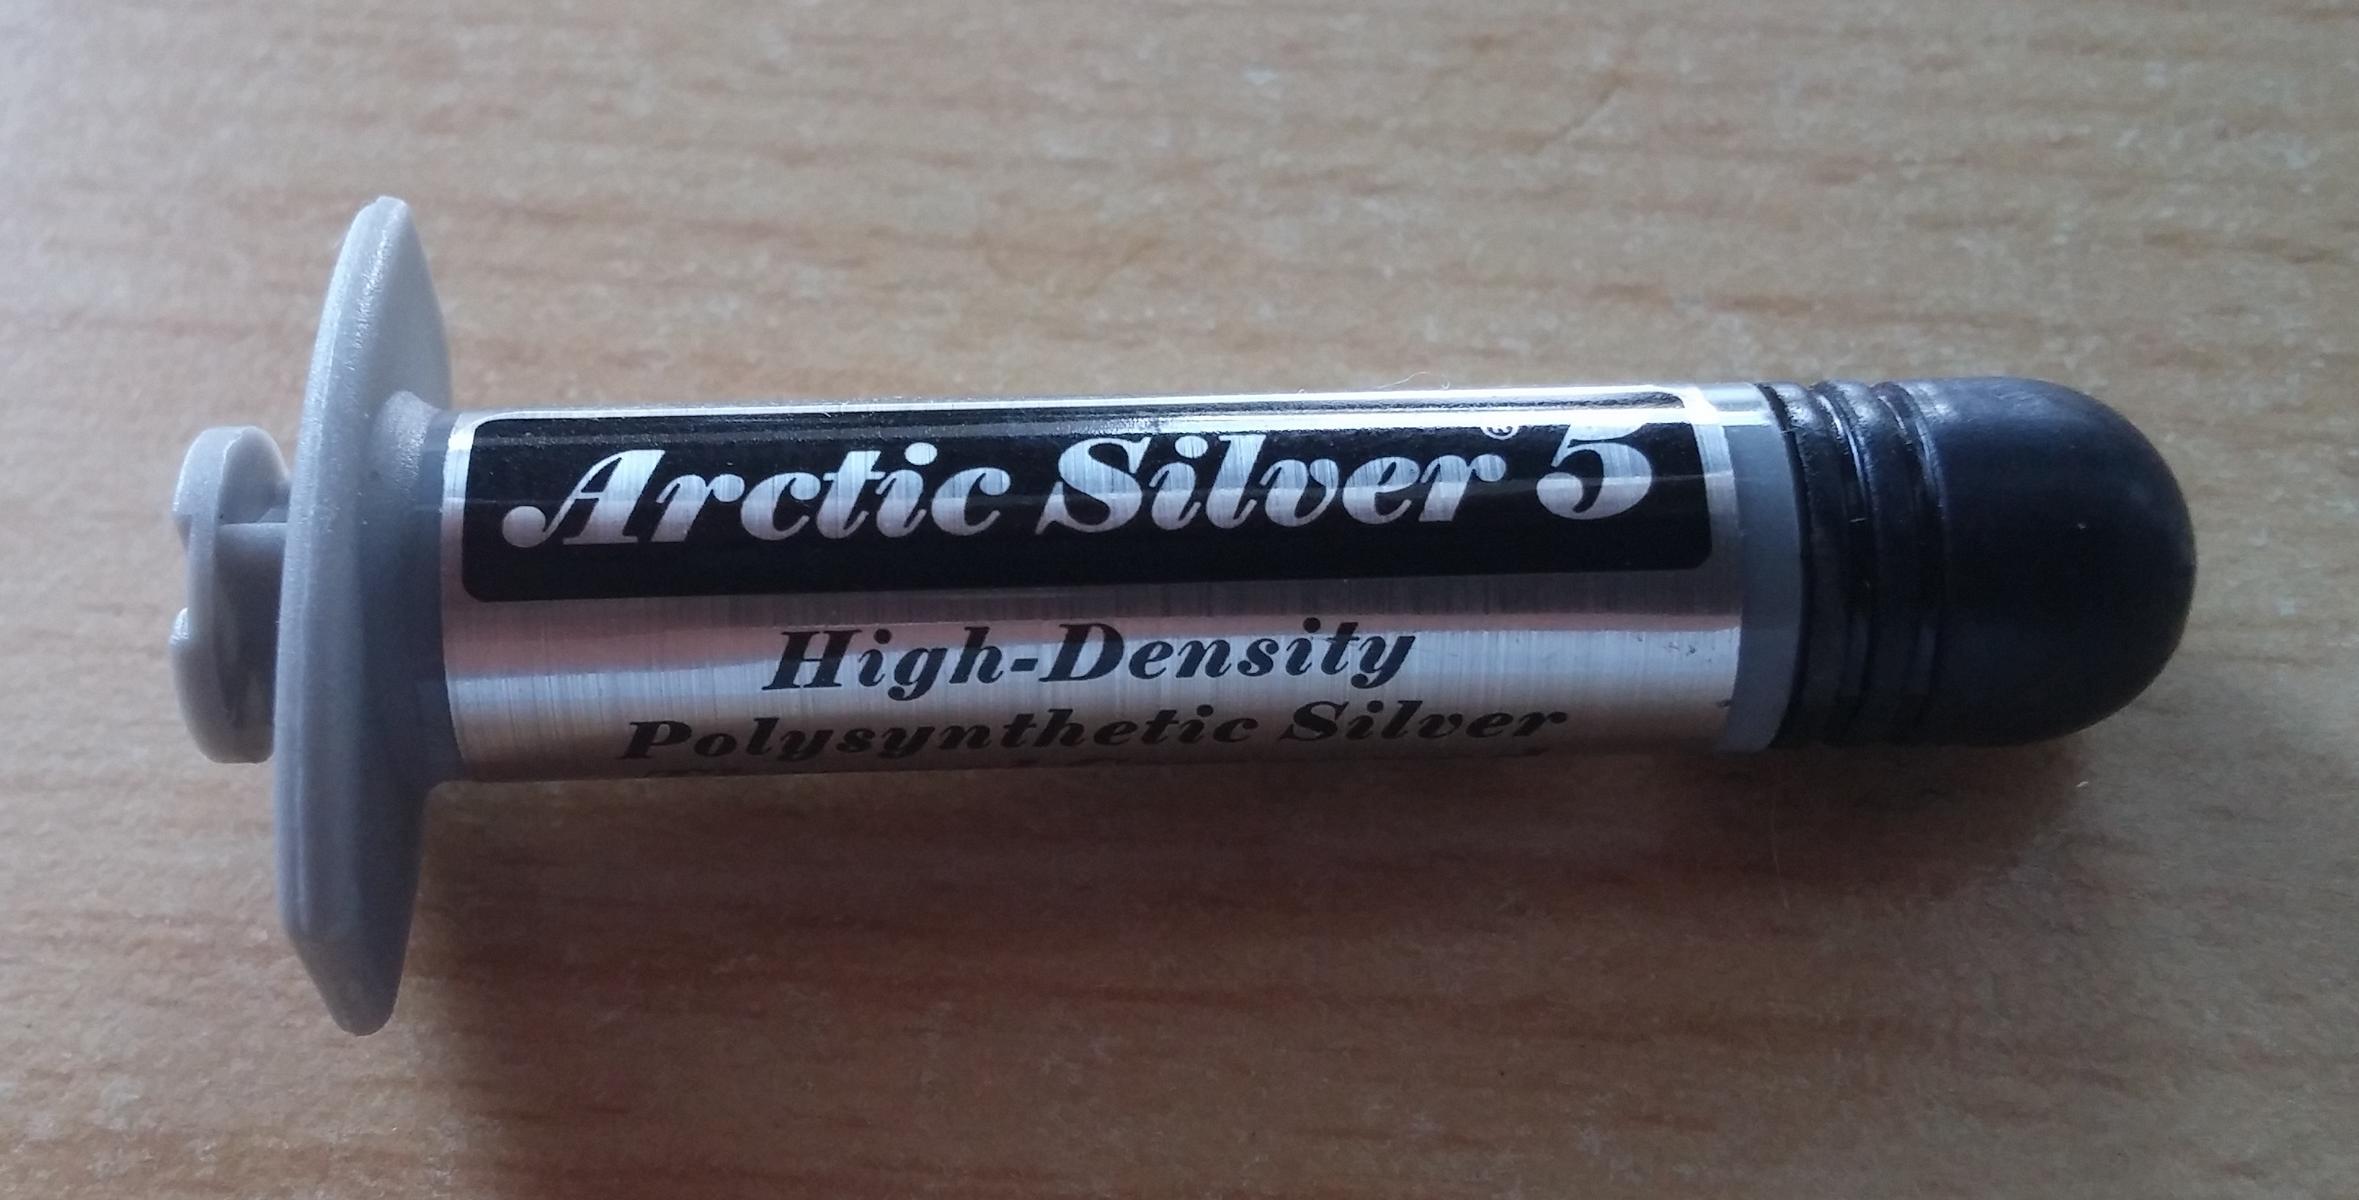 Arctic Silver® 5
High-Density
Polysynthetic Silver